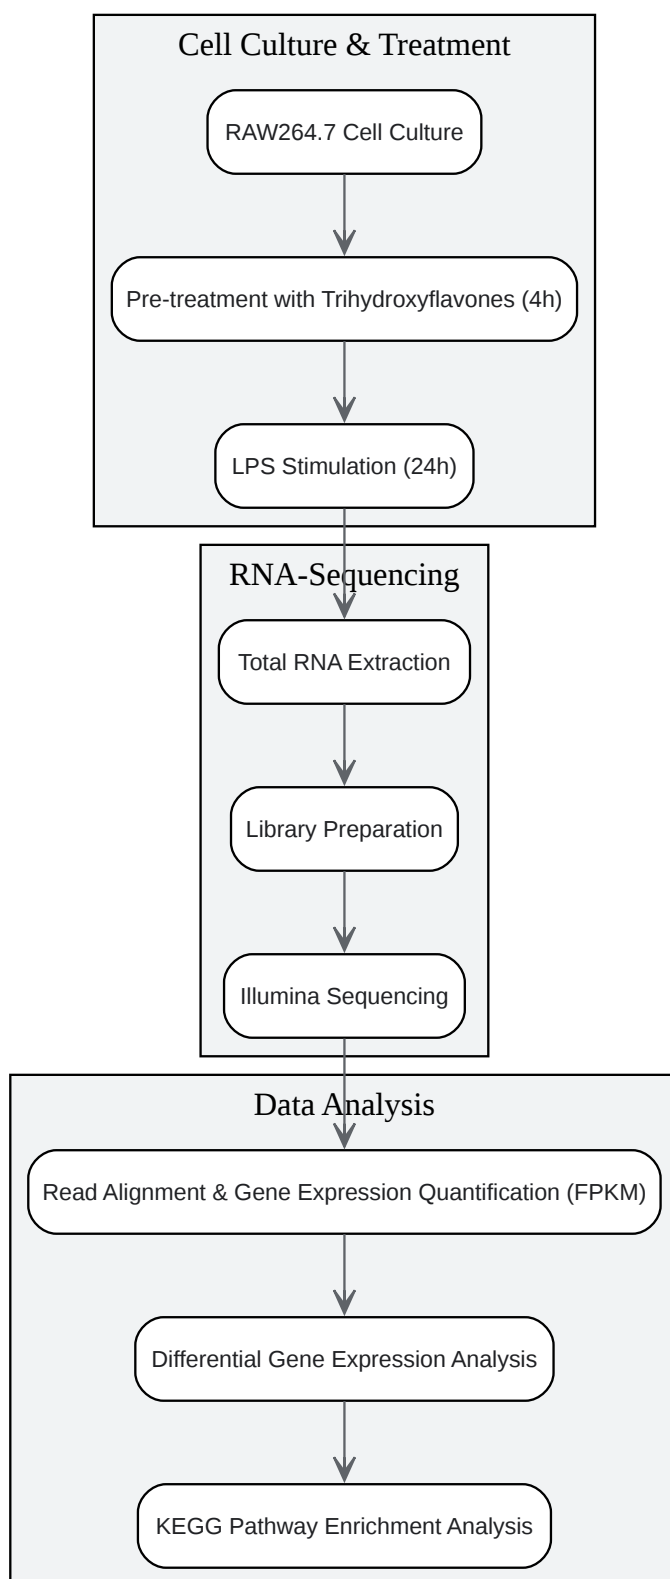 Cell Culture & Treatment
RAW264.7 Cell Culture
Pre-treatment with Trihydroxyflavones (4h)
LPS Stimulation (24h)
RNA-Sequencing
Total RNA Extraction
Library Preparation
Illumina Sequencing
Data Analysis
Read Alignment & Gene Expression Quantification (FPKM)
Differential Gene Expression Analysis
KEGG Pathway Enrichment Analysis